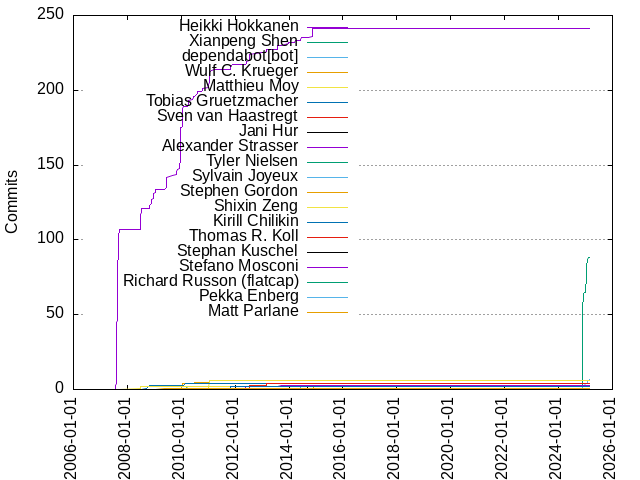 250
200
150
100
50
0
Commits
Heikki Hokkanen
Xianpeng Shen
dependabot[bot]
Wulf C. Krueger
Matthieu Moy
Tobias Gruetzmacher
Sven van Haastregt
Jani Hur
Alexander Strasser
Tyler Nielsen
Sylvain Joyeux
Stephen Gordon
Shixin Zeng
Kirill Chilikin
Thomas R. Koll
Stephan Kuschel
Stefano Mosconi
Richard Russon (flatcap)
Pekka Enberg
Matt Parlane
2006-01-01
2008-01-01
2010-01-01
2012-01-01
2014-01-01
2016-01-01
2018-01-01
2020-01-01
2022-01-01
2024-01-01
2026-01-01